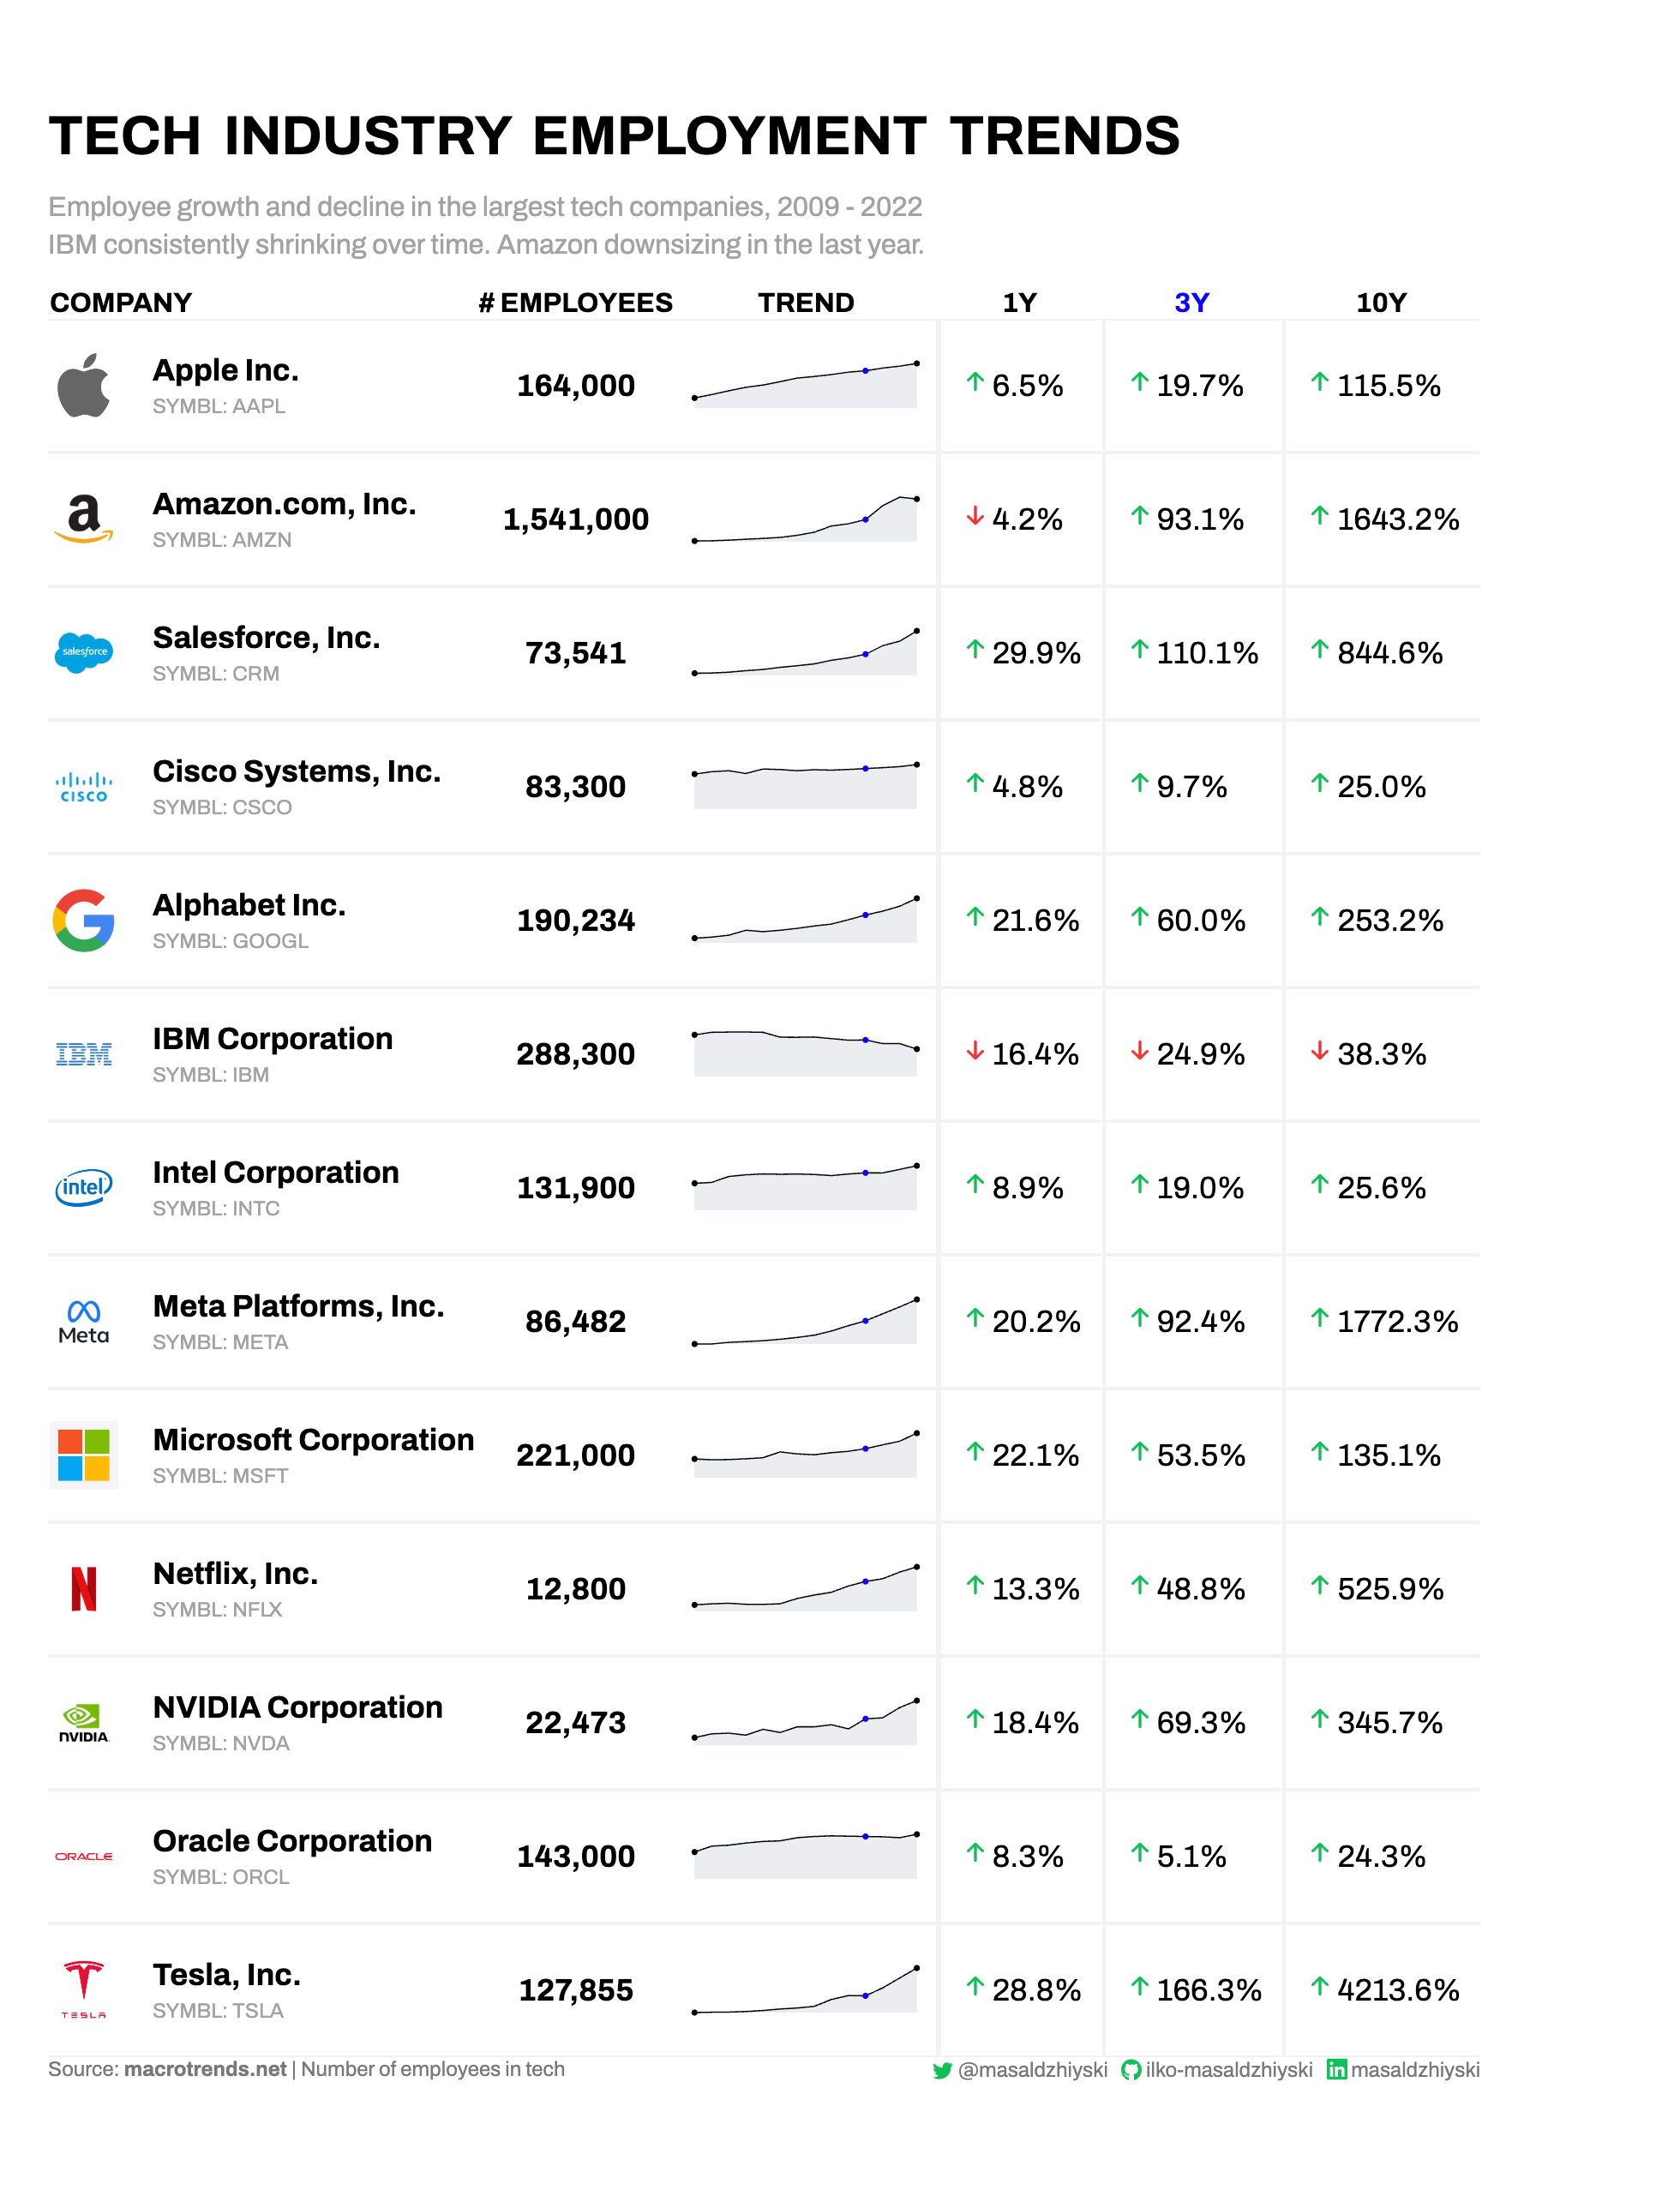 TECH INDUSTRY EMPLOYMENT TRENDS
Employee growth and decline in the largest tech companies, 2009 - 2022
IBM consistently shrinking over time. Amazon downsizing in the last year.
COMPANY # EMPLOYEES TREND 1Y 3Y 10Y
Apple Inc.
SYMBL: AAPL
164,000 ↑ 6.5% ↑ 19.7% ↑ 115.5%
a
Amazon.com, Inc.
SYMBL: AMZN
1,541,000 ↓ 4.2% ↑ 93.1% ↑ 1643.2%
salesforce
Salesforce, Inc.
SYMBL: CRM
73,541 ↑ 29.9% ↑ 110.1% ↑ 844.6%
CISCO
Cisco Systems, Inc.
SYMBL: CSCO
83,300 ↑ 4.8% ↑ 9.7% ↑ 25.0%
G
Alphabet Inc.
SYMBL: GOOGL
190,234 ↑ 21.6% ↑ 60.0% ↑ 253.2%
IBM
IBM Corporation
SYMBL: IBM
288,300 ↓ 16.4% ↓ 24.9% ↓ 38.3%
intel
Intel Corporation
SYMBL: INTC
131,900 ↑ 8.9% ↑ 19.0% ↑ 25.6%
Meta
Meta Platforms, Inc.
SYMBL: META
86,482 ↑ 20.2% ↑ 92.4% ↑ 1772.3%
Microsoft Corporation
SYMBL: MSFT
221,000 ↑ 22.1% ↑ 53.5% ↑ 135.1%
N
Netflix, Inc.
SYMBL: NFLX
12,800 ↑ 13.3% ↑ 48.8% ↑ 525.9%
NVIDIA
NVIDIA Corporation
SYMBL: NVDA
22,473 ↑ 18.4% ↑ 69.3% ↑ 345.7%
ORACLE
Oracle Corporation
SYMBL: ORCL
143,000 ↑ 8.3% ↑ 5.1% ↑ 24.3%
TESLA
Tesla, Inc.
SYMBL: TSLA
127,855 ↑ 28.8% ↑ 166.3% ↑ 4213.6%
Source: macrotrends.net | Number of employees in tech
@masaldzhiyski ilko-masaldzhiyski in masaldzhiyski